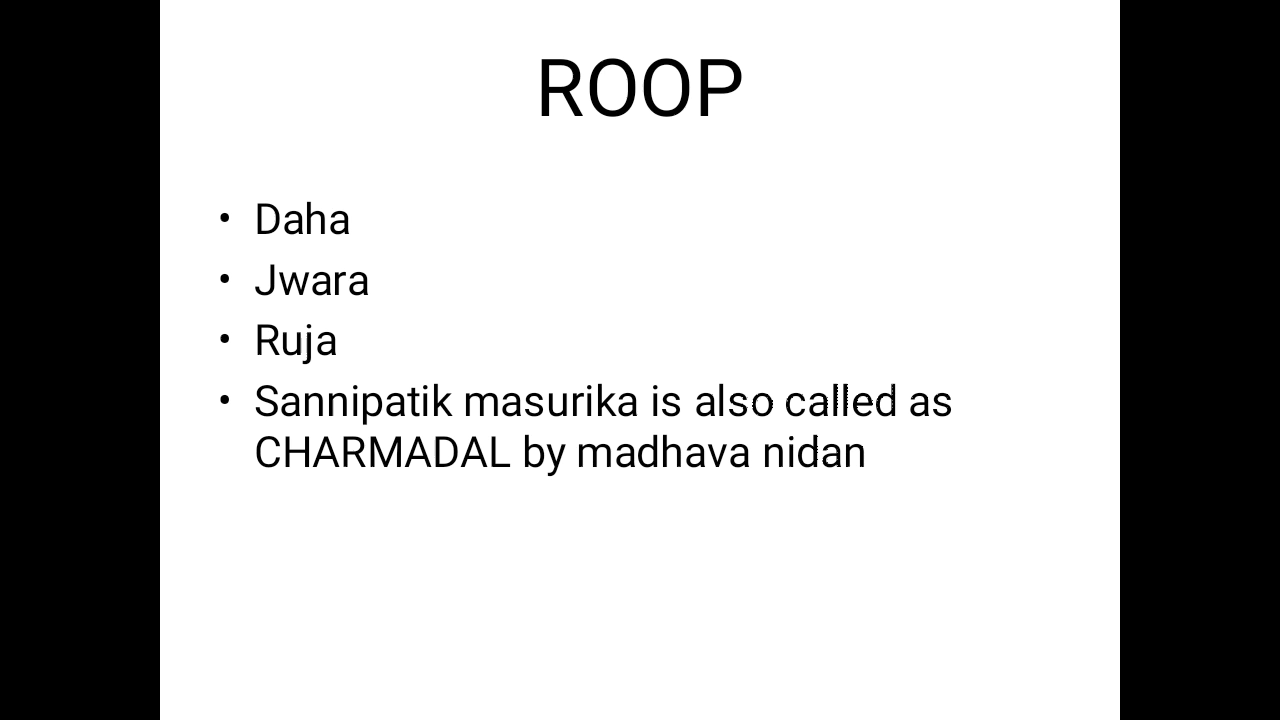 ROOP
• Daha
• Jwara
• Ruja
• Sannipatik masurika is also called as
CHARMADAL by madhava nidan